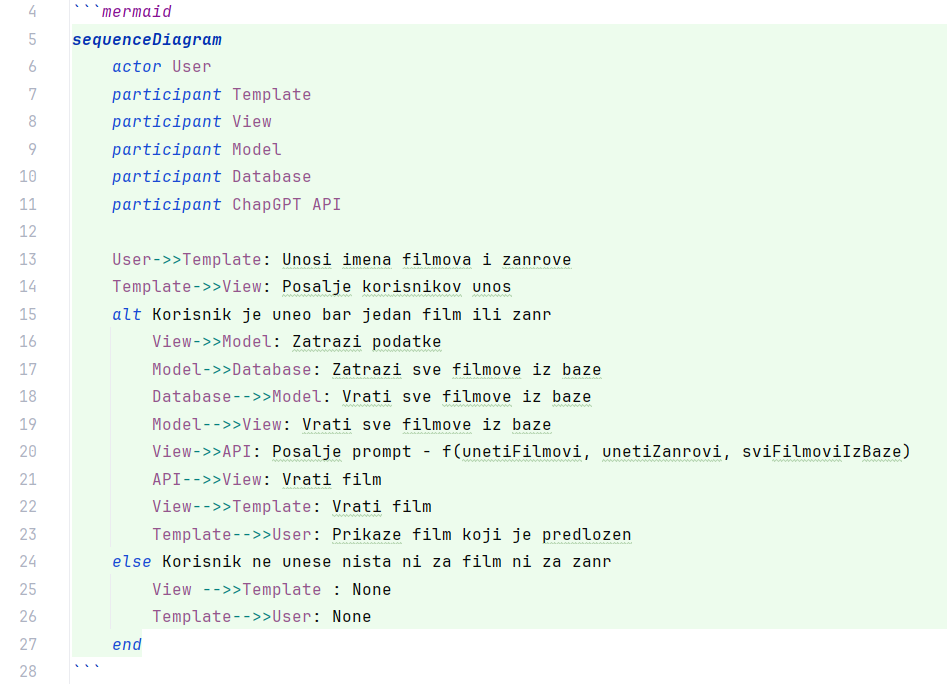 4 ```mermaid
5 sequenceDiagram
6 actor User
7 participant Template
8 participant View
9 participant Model
10 participant Database
11 participant ChapGPT API
12
13 User->>Template: Unosi imena filmova i zanrove
14 Template->>View: Posalje korisnikov unos
15 alt Korisnik je uneo bar jedan film ili zanr
16 View->>Model: Zatrazi podatke
17 Model->>Database: Zatrazi sve filmove iz baze
18 Database-->>Model: Vrati sve filmove iz baze
19 Model-->>View: Vrati sve filmove iz baze
20 View->>API: Posalje prompt - f(unetiFilmovi, unetiZanrovi, sviFilmoviIzBaze)
21 API-->>View: Vrati film
22 View-->>Template: Vrati film
23 Template-->>User: Prikaze film koji je predlozen
24 else Korisnik ne unese nista ni za film ni za zanr
25 View -->>Template : None
26 Template-->>User: None
27 end
28 ```